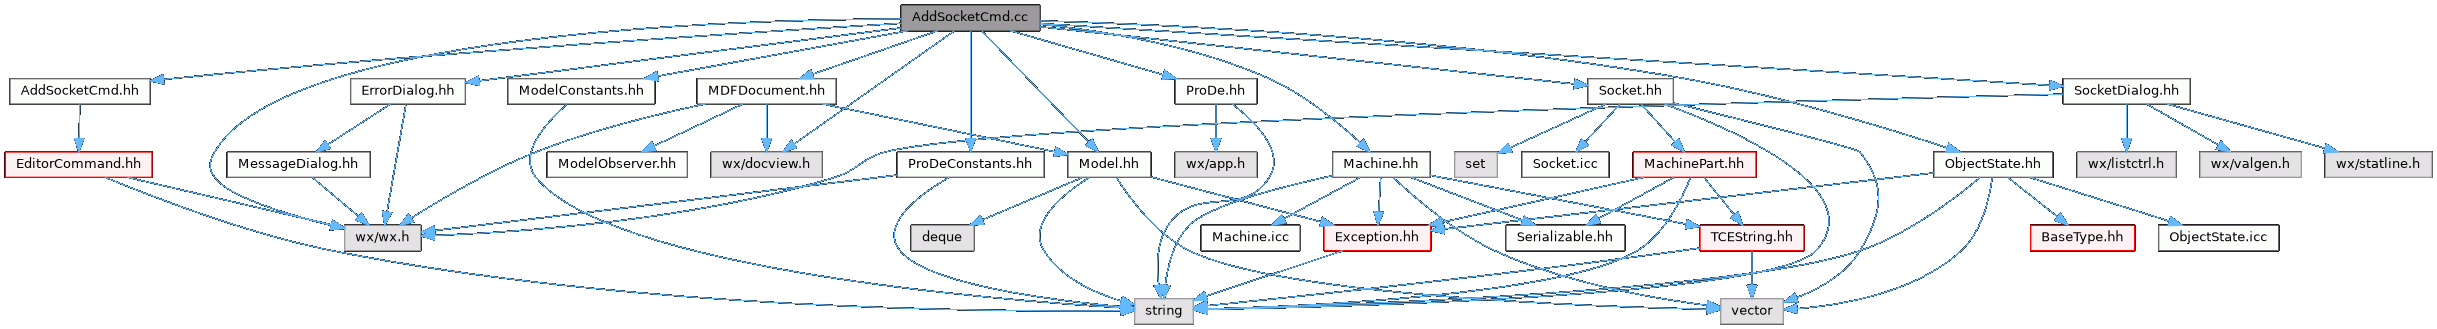 AddSocketCmd.cc
AddSocketCmd.hh
ErrorDialog.hh
ModelConstants.hh
MDFDocument.hh
ProDe.hh
Socket.hh
SocketDialog.hh
EditorCommand.hh
MessageDialog.hh
ModelObserver.hh
wx/docview.h
ProDeConstants.hh
Model.hh
wx/app.h
Machine.hh
set
Socket.icc
MachinePart.hh
ObjectState.hh
wx/listctrl.h
wx/valgen.h
wx/statline.h
wx/wx.h
deque
Machine.icc
Exception.hh
Serializable.hh
TCEString.hh
BaseType.hh
ObjectState.icc
string
vector